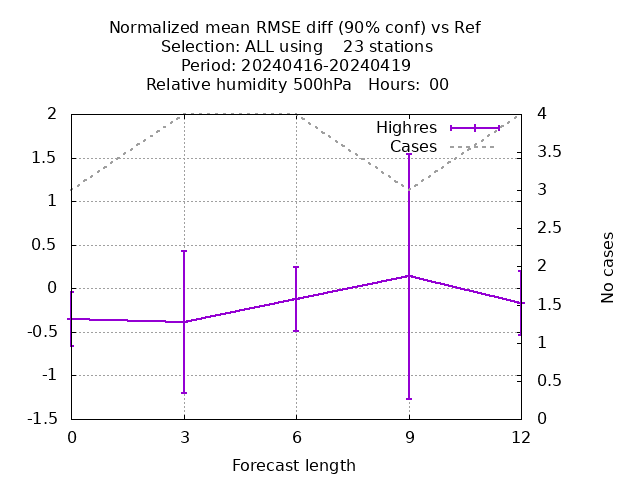 Normalized mean RMSE diff (90% conf) vs Ref
Selection: ALL using    23 stations
Period: 20240416-20240419
Relative humidity 500hPa   Hours:  00
Highres
Cases
2
1.5
1
0.5
0
-0.5
-1
-1.5
4
3.5
3
2.5
2
1.5
1
0.5
0
No cases
0 3 6 9 12
Forecast length